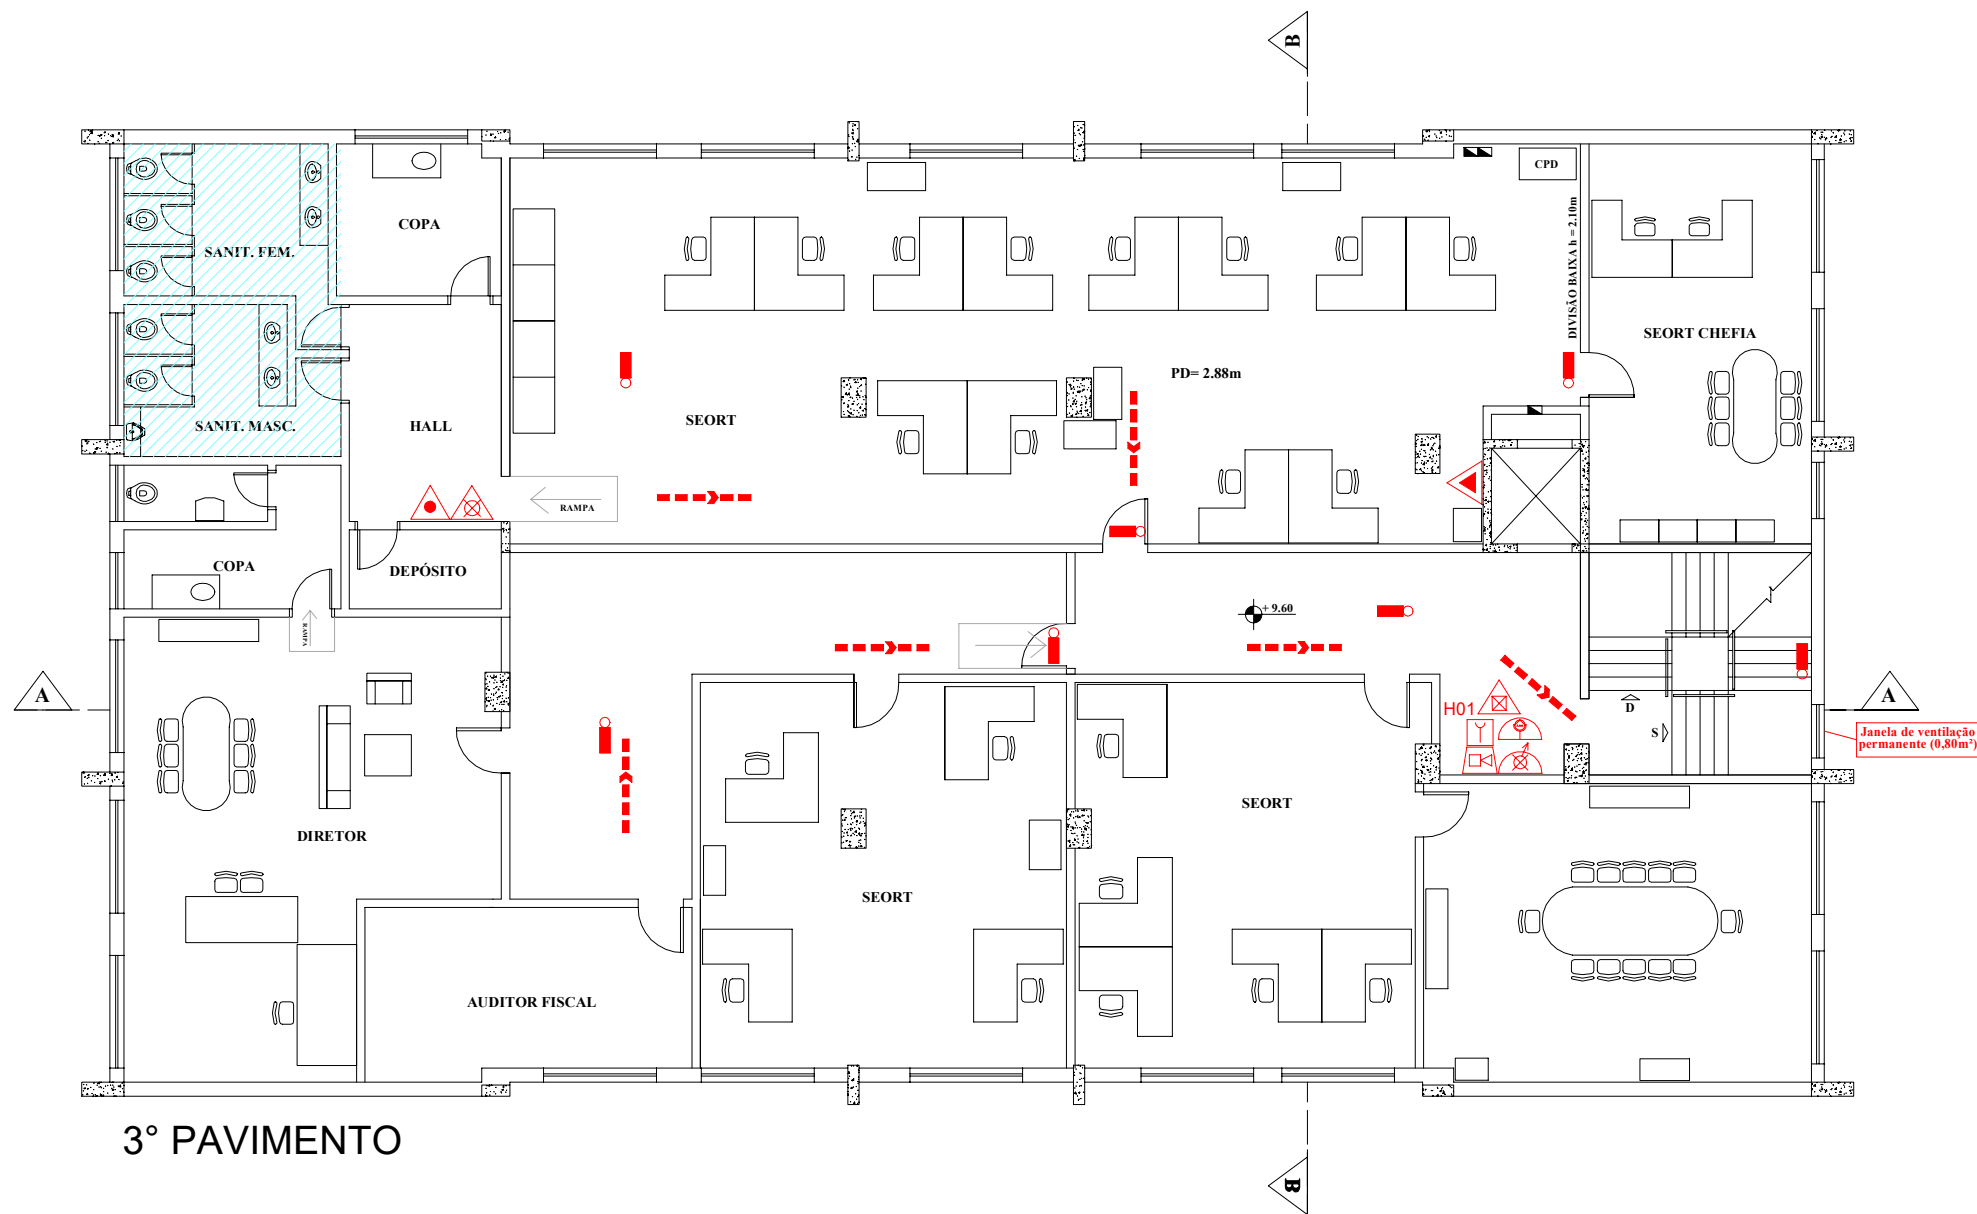 B
CPD
COPA
SANIT. FEM.
DIVISÃO BAIXA h = 2.10m
SEORT CHEFIA
PD= 2.88m
SEORT
SANIT. MASC.
HALL
RAMPA
COPA
DEPÓSITO
+ 9.60
RAMPA
A
A
H01
D
S
Janela de ventilação
permanente (0,80m²)
SEORT
DIRETOR
SEORT
AUDITOR FISCAL
3° PAVIMENTO
B